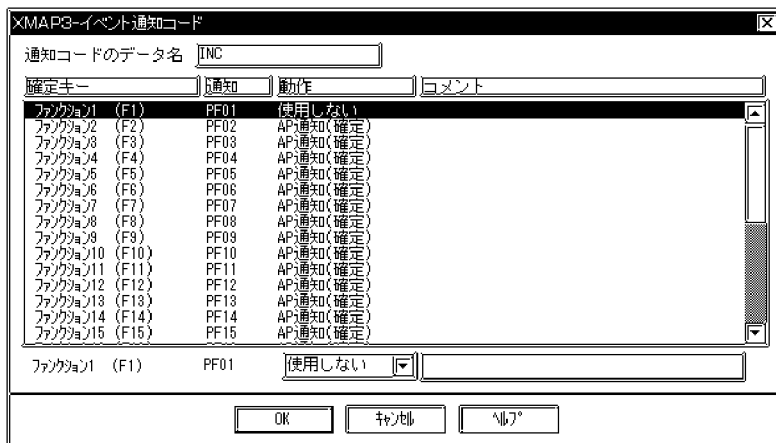 XMAP3-イベント通知コード
通知コードのデータ名 INC
確定キー 通知 動作 コメント
ファンクション1 (F1) PF01 使用しない
ファンクション2 (F2) PF02 AP通知(確定)
ファンクション3 (F3) PF03 AP通知(確定)
ファンクション4 (F4) PF04 AP通知(確定)
ファンクション5 (F5) PF05 AP通知(確定)
ファンクション6 (F6) PF06 AP通知(確定)
ファンクション7 (F7) PF07 AP通知(確定)
ファンクション8 (F8) PF08 AP通知(確定)
ファンクション9 (F9) PF09 AP通知(確定)
ファンクション10 (F10) PF10 AP通知(確定)
ファンクション11 (F11) PF11 AP通知(確定)
ファンクション12 (F12) PF12 AP通知(確定)
ファンクション13 (F13) PF13 AP通知(確定)
ファンクション14 (F14) PF14 AP通知(確定)
ファンクション15 (F15) PF15 AP通知(確定)
ファンクション1 (F1) PF01 使用しない
OK キャンセル ヘルプ